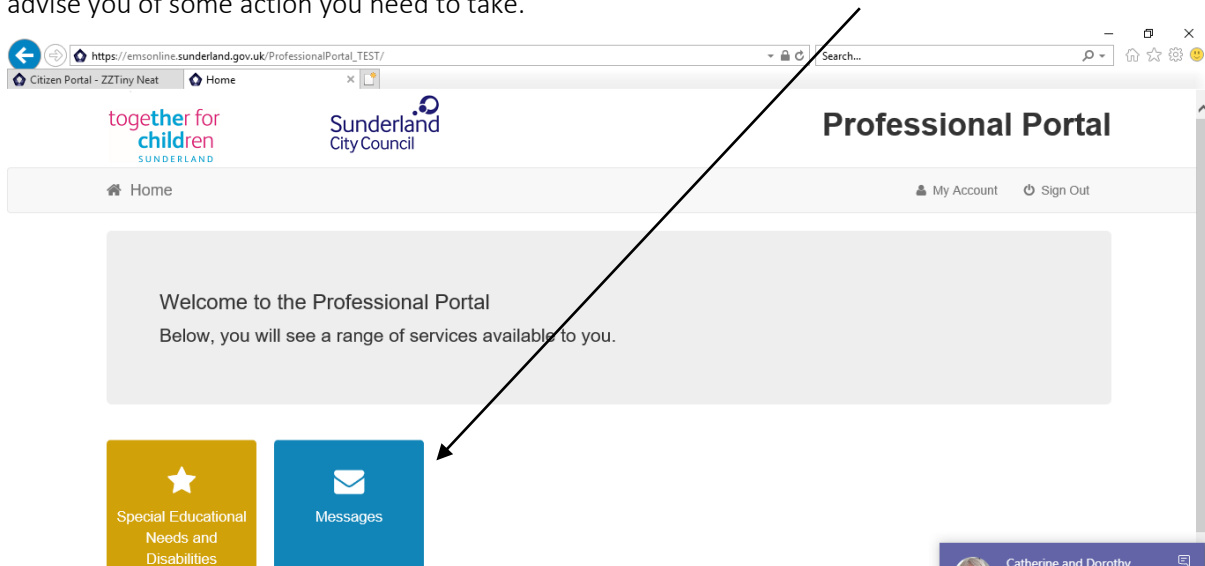 advise you of some action you need to take.
https://emsonline.sunderland.gov.uk/ProfessionalPortal_TEST/
Search...
Citizen Portal - ZZTiny Neat
Home
together for
children
SUNDERLAND
Sunderland
City Council
Professional Portal
Home
My Account
Sign Out
Welcome to the Professional Portal
Below, you will see a range of services available to you.
Special Educational
Needs and
Disabilities
Messages
Catherine and Dorothy